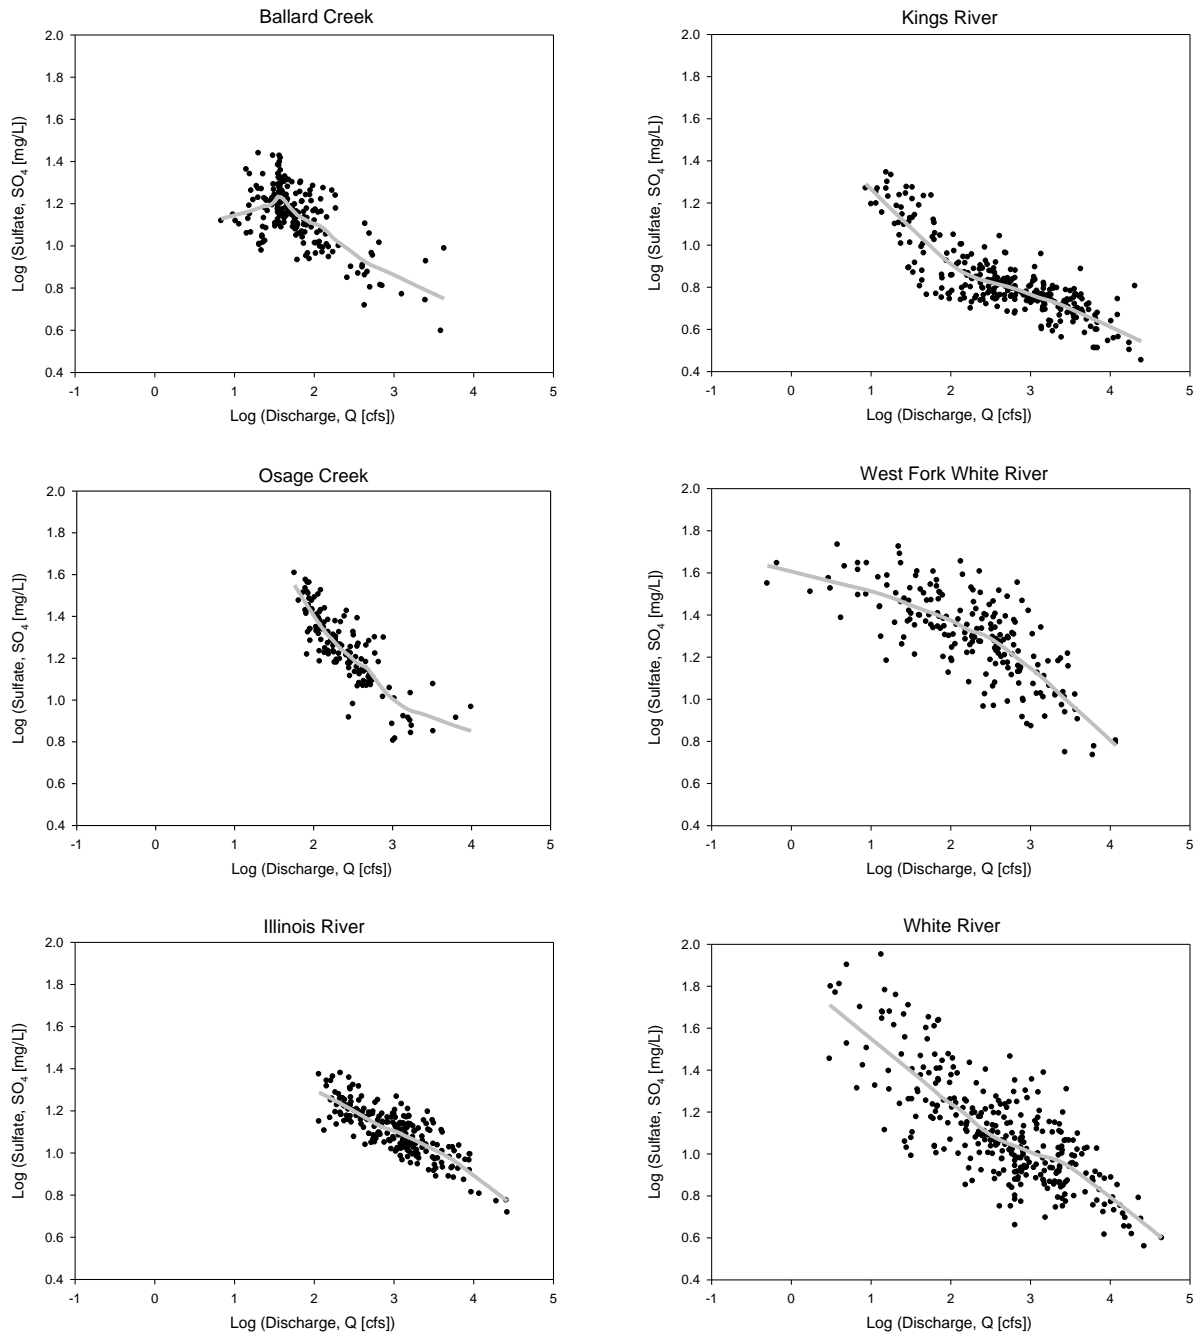 Ballard Creek
2.0
1.8
1.6
1.4
1.2
1.0
0.8
0.6
0.4
Log (Sulfate, SO4 [mg/L])
-1 0 1 2 3 4 5
Log (Discharge, Q [cfs])
Kings River
2.0
1.8
1.6
1.4
1.2
1.0
0.8
0.6
0.4
Log (Sulfate, SO4 [mg/L])
-1 0 1 2 3 4 5
Log (Discharge, Q [cfs])
Osage Creek
2.0
1.8
1.6
1.4
1.2
1.0
0.8
0.6
0.4
Log (Sulfate, SO4 [mg/L])
-1 0 1 2 3 4 5
Log (Discharge, Q [cfs])
West Fork White River
2.0
1.8
1.6
1.4
1.2
1.0
0.8
0.6
0.4
Log (Sulfate, SO4 [mg/L])
-1 0 1 2 3 4 5
Log (Discharge, Q [cfs])
Illinois River
2.0
1.8
1.6
1.4
1.2
1.0
0.8
0.6
0.4
Log (Sulfate, SO4 [mg/L])
-1 0 1 2 3 4 5
Log (Discharge, Q [cfs])
White River
2.0
1.8
1.6
1.4
1.2
1.0
0.8
0.6
0.4
Log (Sulfate, SO4 [mg/L])
-1 0 1 2 3 4 5
Log (Discharge, Q [cfs])